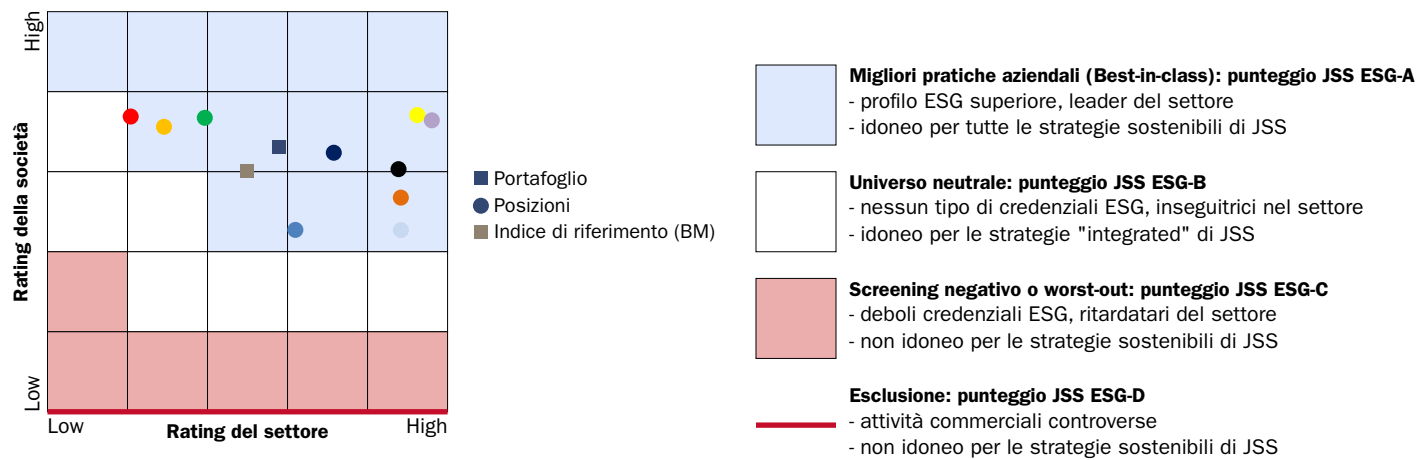 High
Rating della società
Low
Low
Rating del settore
High
Portafoglio
Posizioni
Indice di riferimento (BM)
Migliori pratiche aziendali (Best-in-class): punteggio JSS ESG-A
- profilo ESG superiore, leader del settore
- idoneo per tutte le strategie sostenibili di JSS
Universo neutrale: punteggio JSS ESG-B
- nessun tipo di credenziali ESG, inseguitrici nel settore
- idoneo per le strategie "integrated" di JSS
Screening negativo o worst-out: punteggio JSS ESG-C
- deboli credenziali ESG, ritardatari del settore
- non idoneo per le strategie sostenibili di JSS
Esclusione: punteggio JSS ESG-D
- attività commerciali controverse
- non idoneo per le strategie sostenibili di JSS